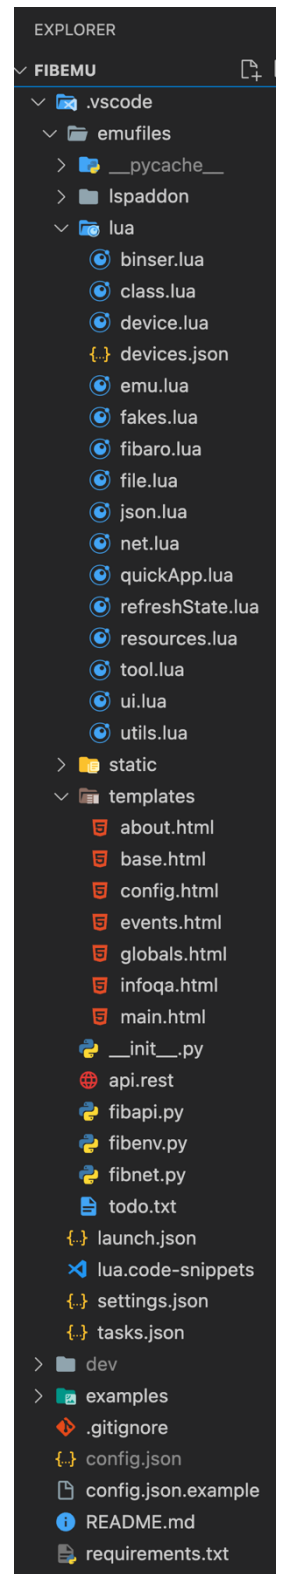 EXPLORER
FIBEMU
.vscode
emufiles
__pycache__
lspaddon
lua
binser.lua
class.lua
device.lua
{..} devices.json
emu.lua
fakes.lua
fibaro.lua
file.lua
json.lua
net.lua
quickApp.lua
refreshState.lua
resources.lua
tool.lua
ui.lua
utils.lua
static
templates
about.html
base.html
config.html
events.html
globals.html
infoqa.html
main.html
__init__.py
api.rest
fibapi.py
fibenv.py
fibnet.py
todo.txt
{..} launch.json
lua.code-snippets
{..} settings.json
{..} tasks.json
dev
examples
.gitignore
{..} config.json
config.json.example
README.md
requirements.txt